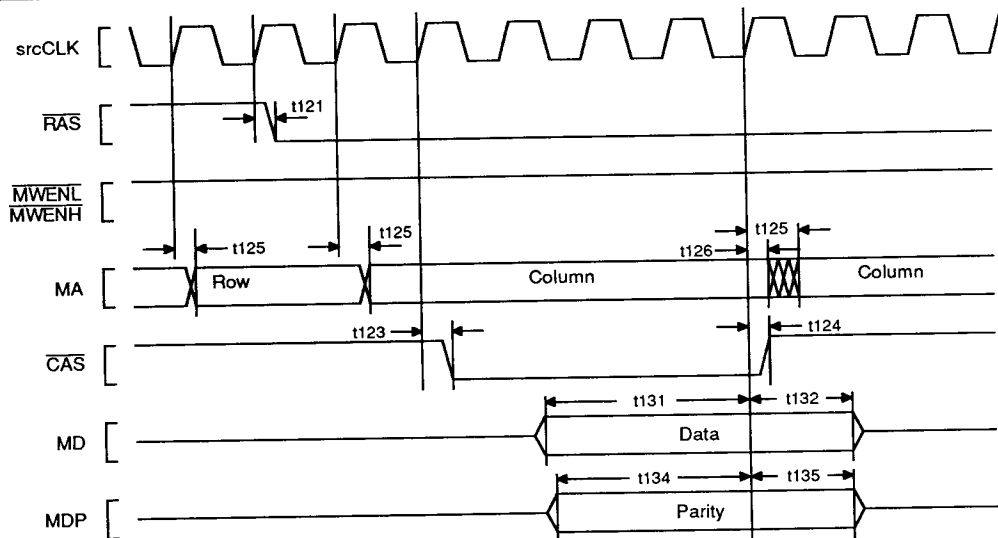 srcCLK
RAS
t121
MWENL
MWENH
t125
t125
t125
t126
MA
Row
Column
Column
t123
t124
CAS
t131
t132
MD
Data
t134
t135
MDP
Parity